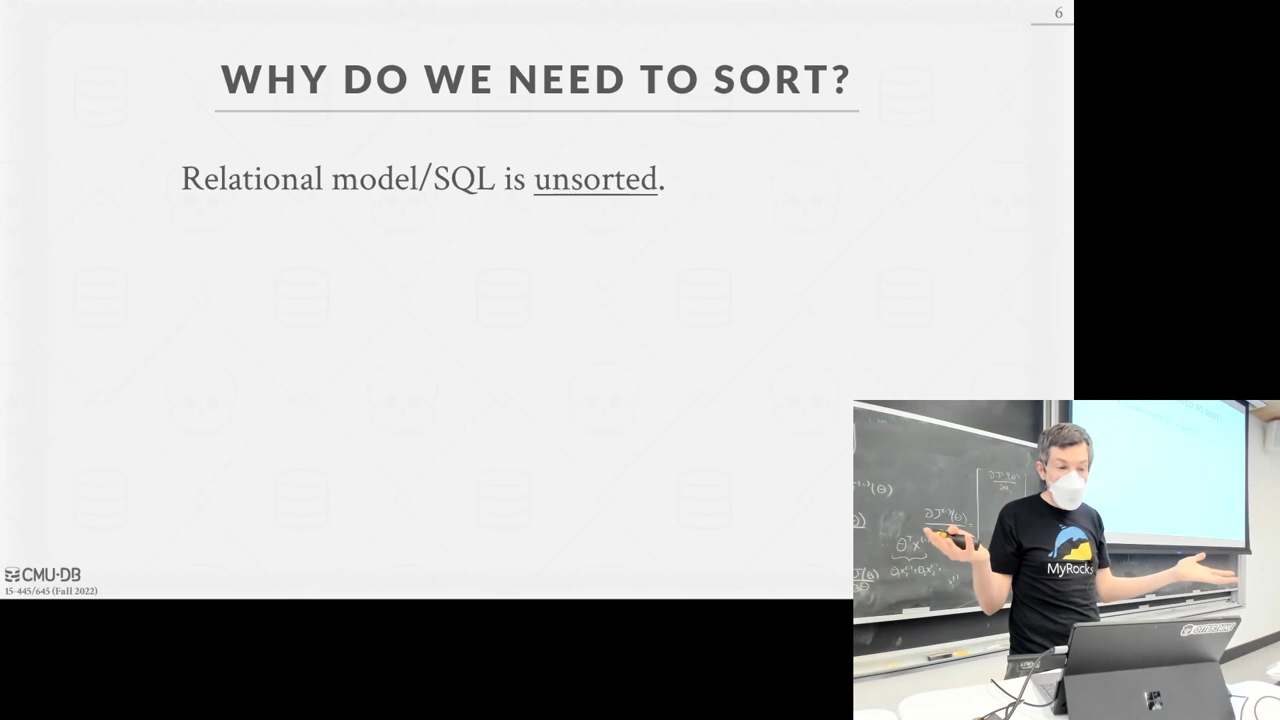 6
WHY DO WE NEED TO SORT?
Relational model/SQL is unsorted.
CMU·DB
15-445/645 (Fall 2022)
MyRocks